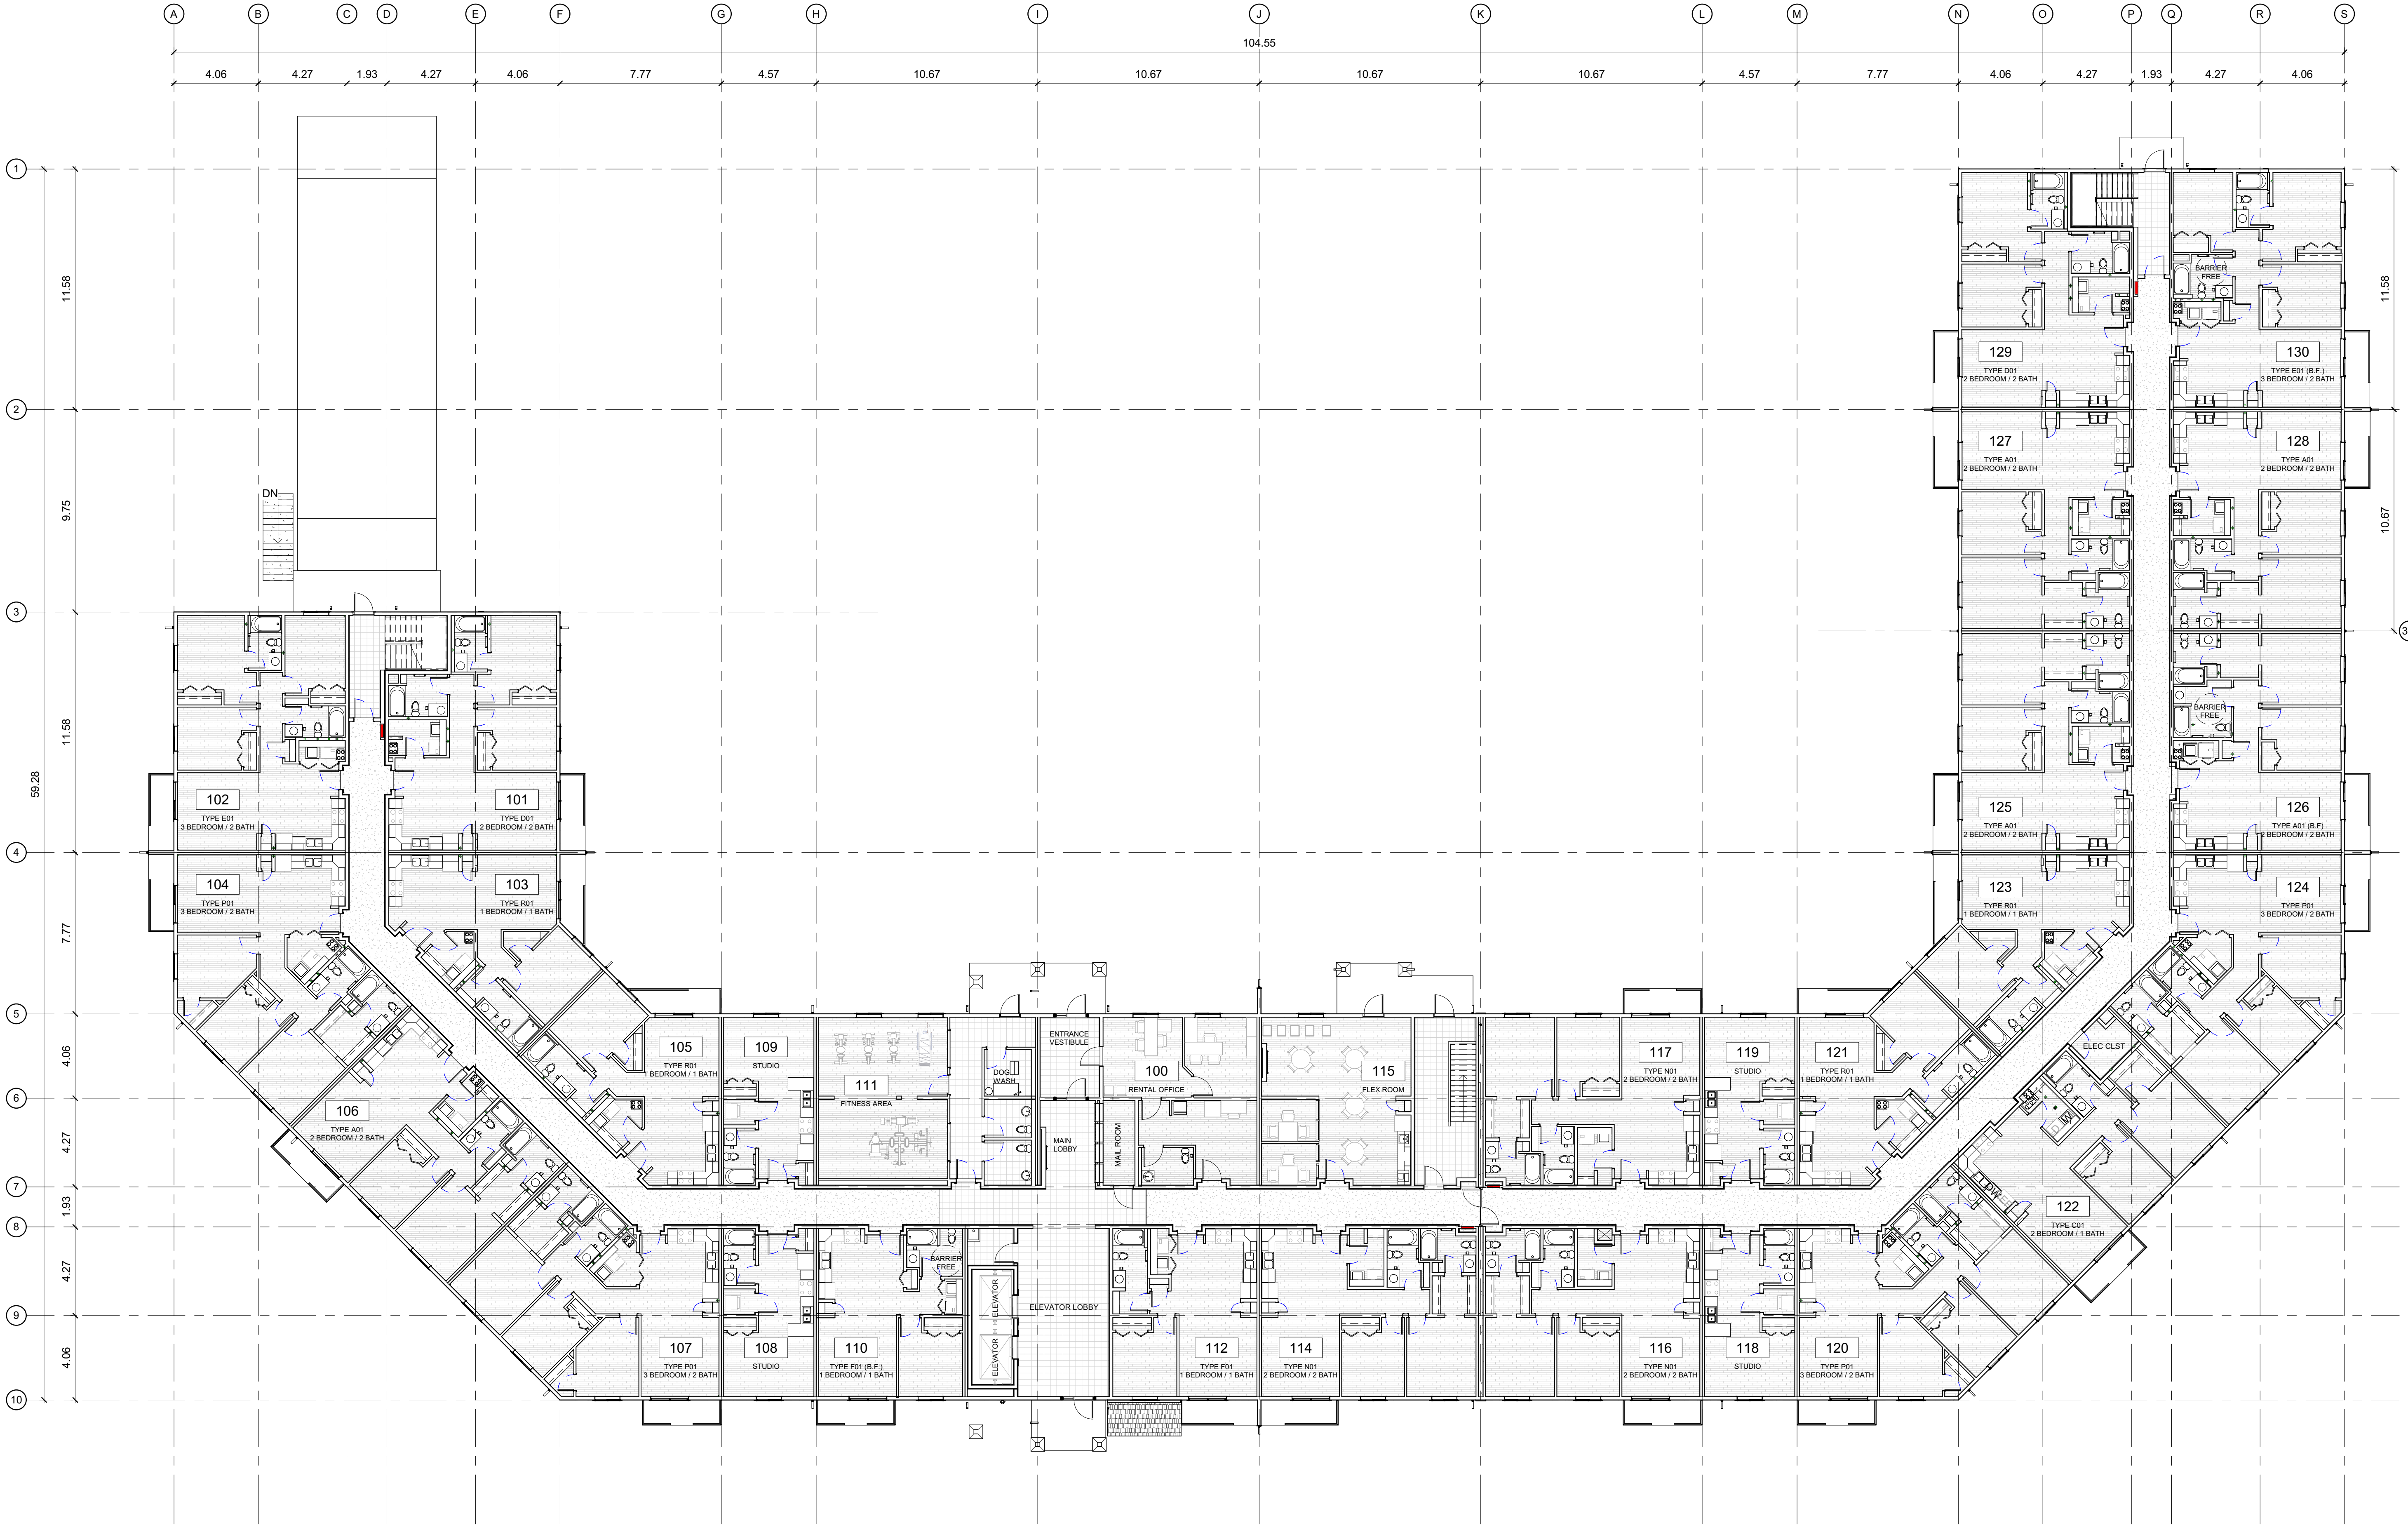 A B C D E F G H I J K L M N O P Q R S
104.55
4.06 4.27 1.93 4.27 4.06 7.77 4.57 10.67 10.67 10.67 10.67 4.57 7.77 4.06 4.27 1.93 4.27 4.06
1
11.58
11.58
BARRIER
FREE
129
TYPE D01
2 BEDROOM / 2 BATH
130
TYPE E01 (B.F.)
3 BEDROOM / 2 BATH
2
127
TYPE A01
2 BEDROOM / 2 BATH
128
TYPE A01
2 BEDROOM / 2 BATH
DN
9.75
10.67
3
3
BARRIER
FREE
11.58
59.28
102
TYPE E01
3 BEDROOM / 2 BATH
101
TYPE D01
2 BEDROOM / 2 BATH
125
TYPE A01
2 BEDROOM / 2 BATH
126
TYPE A01 (B.F)
2 BEDROOM / 2 BATH
4
104
TYPE P01
3 BEDROOM / 2 BATH
103
TYPE R01
1 BEDROOM / 1 BATH
123
TYPE R01
1 BEDROOM / 1 BATH
124
TYPE P01
3 BEDROOM / 2 BATH
7.77
5
4.06
105
TYPE R01
1 BEDROOM / 1 BATH
109
STUDIO
111
FITNESS AREA
DOG
WASH
ENTRANCE
VESTIBULE
100
RENTAL OFFICE
115
FLEX ROOM
117
TYPE N01
2 BEDROOM / 2 BATH
119
STUDIO
121
TYPE R01
1 BEDROOM / 1 BATH
ELEC CLST
6
106
TYPE A01
2 BEDROOM / 2 BATH
4.27
MAIN
LOBBY
MAIL ROOM
W
7
1.93
DW
122
TYPE C01
2 BEDROOM / 1 BATH
8
4.27
BARRIER
FREE
ELEVATOR
ELEVATOR
ELEVATOR LOBBY
9
4.06
107
TYPE P01
3 BEDROOM / 2 BATH
108
STUDIO
110
TYPE F01 (B.F.)
1 BEDROOM / 1 BATH
112
TYPE F01
1 BEDROOM / 1 BATH
114
TYPE N01
2 BEDROOM / 2 BATH
116
TYPE N01
2 BEDROOM / 2 BATH
118
STUDIO
120
TYPE P01
3 BEDROOM / 2 BATH
10